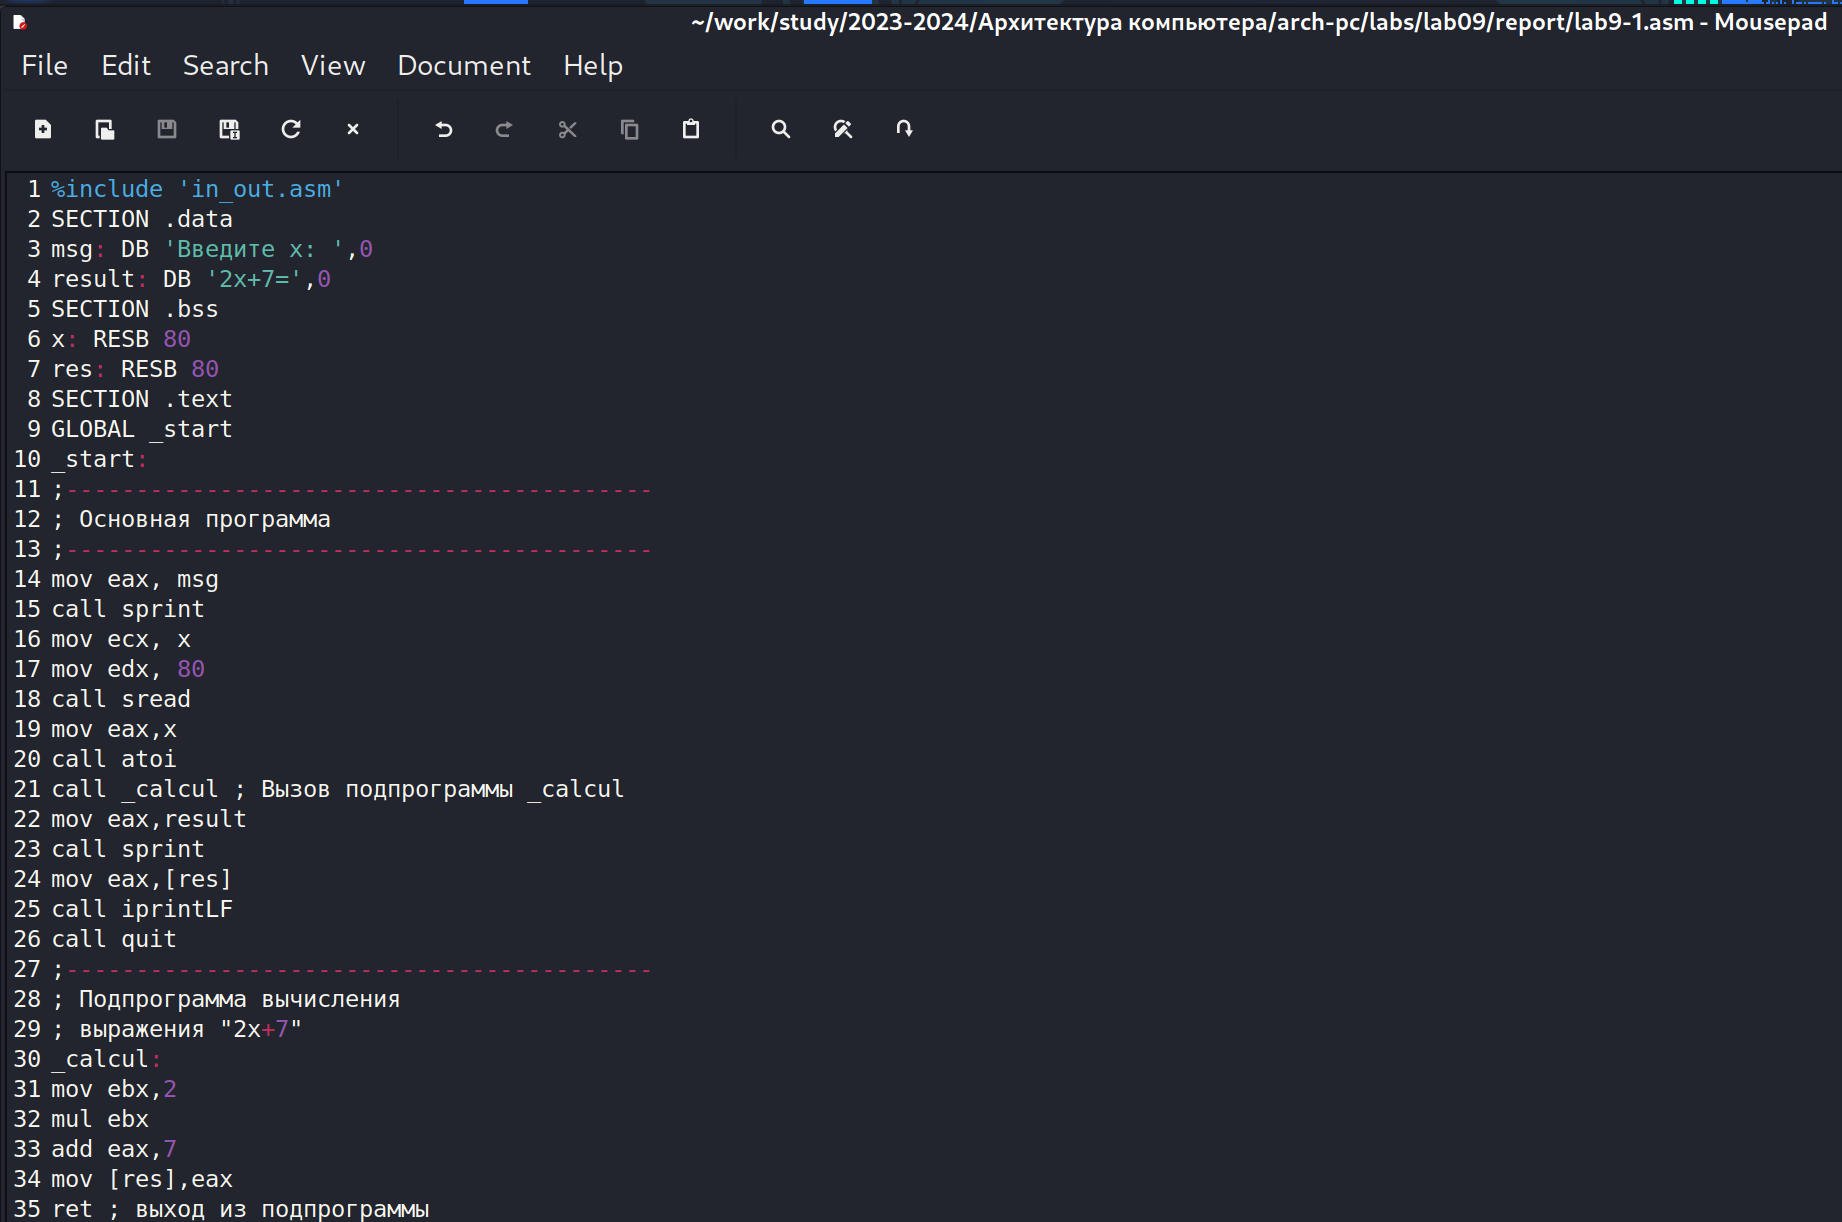 ~/work/study/2023-2024/Архитектура компьютера/arch-pc/labs/lab09/report/lab9-1.asm - Mousepad
File Edit Search View Document Help
1 %include 'in_out.asm'
2 SECTION .data
3 msg: DB 'Введите x: ',0
4 result: DB '2x+7=',0
5 SECTION .bss
6 x: RESB 80
7 res: RESB 80
8 SECTION .text
9 GLOBAL _start
10 _start:
11 ;------------------------------------------
12 ; Основная программа
13 ;------------------------------------------
14 mov eax, msg
15 call sprint
16 mov ecx, x
17 mov edx, 80
18 call sread
19 mov eax,x
20 call atoi
21 call _calcul ; Вызов подпрограммы _calcul
22 mov eax,result
23 call sprint
24 mov eax,[res]
25 call iprintLF
26 call quit
27 ;------------------------------------------
28 ; Подпрограмма вычисления
29 ; выражения "2x+7"
30 _calcul:
31 mov ebx,2
32 mul ebx
33 add eax,7
34 mov [res],eax
35 ret ; выход из подпрограммы